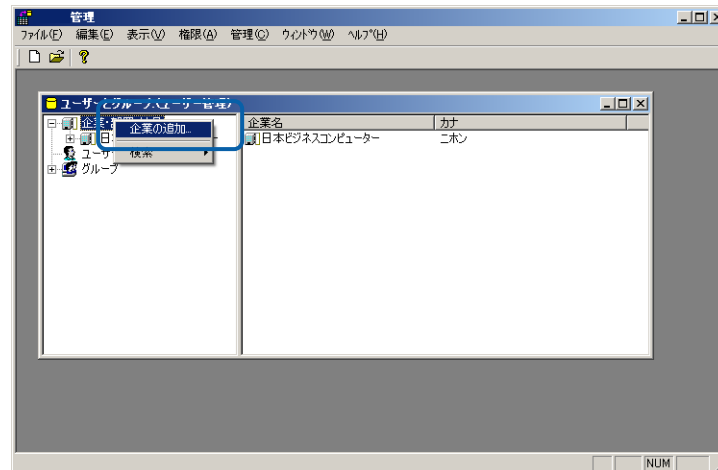 管理
ファイル(F) 編集(E) 表示(V) 権限(A) 管理(C) ウィンドウ(W) ヘルプ(H)
ユーザーとグループ(ユーザー管理)
企業名 カナ
企業の追加...
日本ビジネスコンピューター ニホン
検索
グループ
NUM